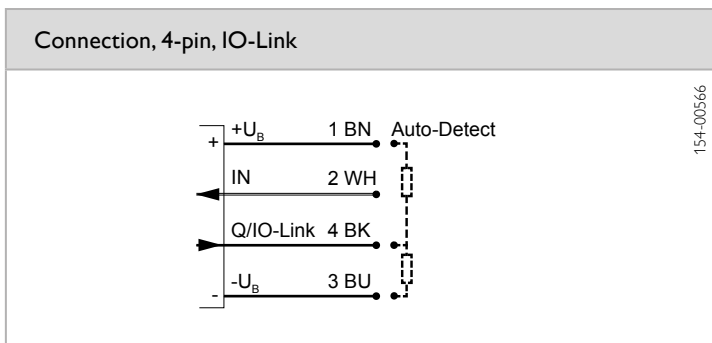 Connection, 4-pin, IO-Link
154-00566
+ +UB 1 BN Auto-Detect
IN 2 WH
Q/IO-Link 4 BK
- -UB 3 BU